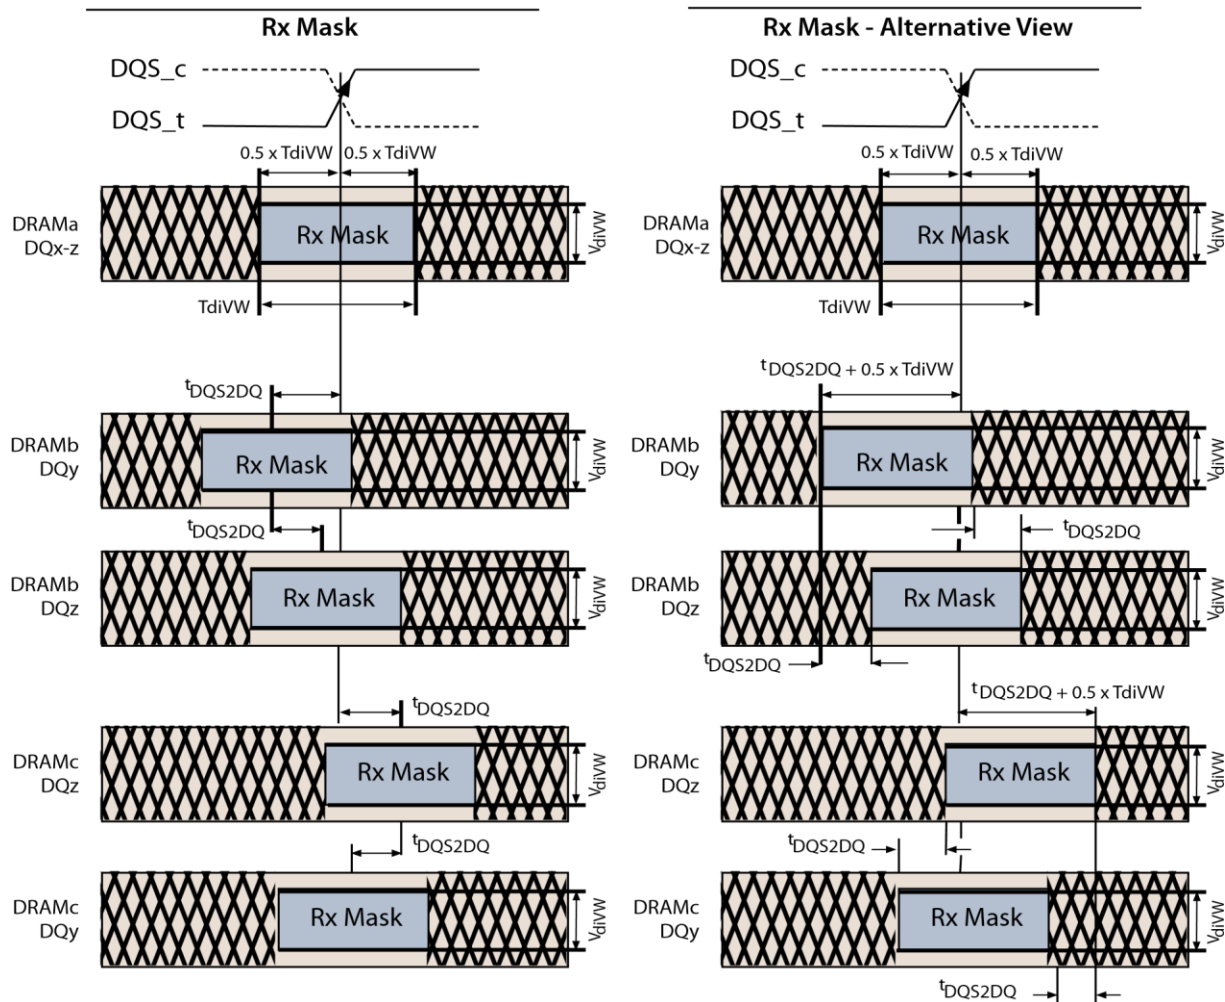 Rx Mask
DQS_c
DQS_t
0.5 x TdiVW 0.5 x TdiVW
DRAMa
DQx-z
Rx Mask
VdiVW
TdiVW
tDQS2DQ
DRAMb
DQy
Rx Mask
VdiVW
tDQS2DQ
DRAMb
DQz
Rx Mask
VdiVW
tDQS2DQ
DRAMc
DQz
Rx Mask
VdiVW
tDQS2DQ
DRAMc
DQy
Rx Mask
VdiVW
Rx Mask - Alternative View
DQS_c
DQS_t
0.5 x TdiVW 0.5 x TdiVW
DRAMa
DQx-z
Rx Mask
VdiVW
TdiVW
tDQS2DQ + 0.5 x TdiVW
DRAMb
DQy
Rx Mask
VdiVW
tDQS2DQ
DRAMb
DQz
Rx Mask
VdiVW
tDQS2DQ
tDQS2DQ + 0.5 x TdiVW
DRAMc
DQz
Rx Mask
VdiVW
tDQS2DQ
DRAMc
DQy
Rx Mask
VdiVW
tDQS2DQ